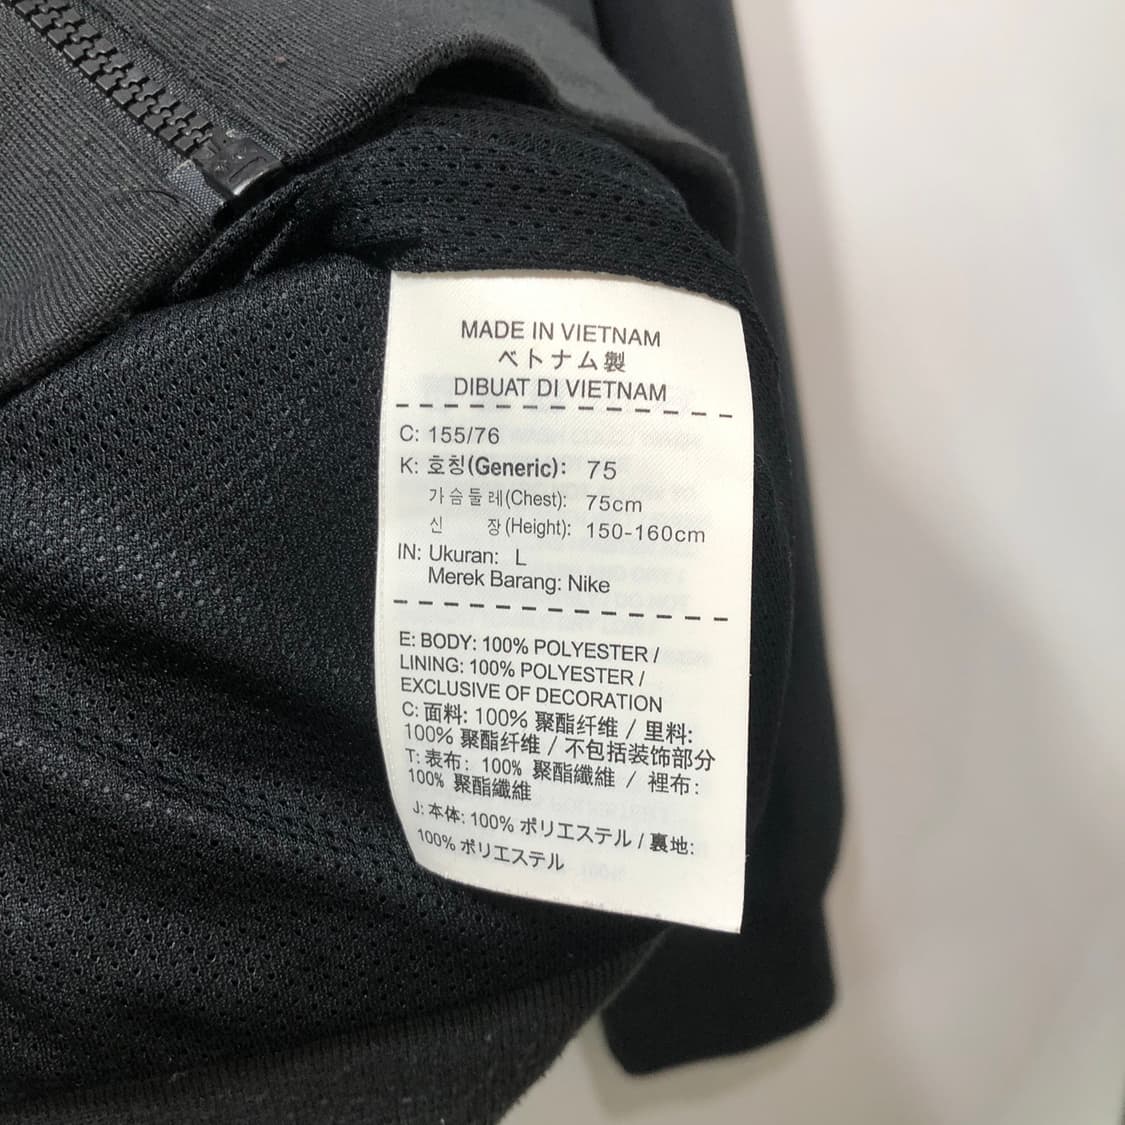 MADE IN VIETNAM
ベトナム製
DIBUAT DI VIETNAM
C: 155/76
K: 호칭(Generic): 75
가슴둘레(Chest): 75cm
신 장(Height): 150-160cm
IN: Ukuran: L
Merek Barang: Nike
E: BODY: 100% POLYESTER /
LINING: 100% POLYESTER /
EXCLUSIVE OF DECORATION
C: 面料: 100% 聚酯纤维 / 里料:
100% 聚酯纤维 / 不包括装饰部分
T: 表布: 100% 聚酯纖維 / 裡布:
100% 聚酯纖維
J: 本体: 100% ポリエステル / 裏地:
100% ポリエステル